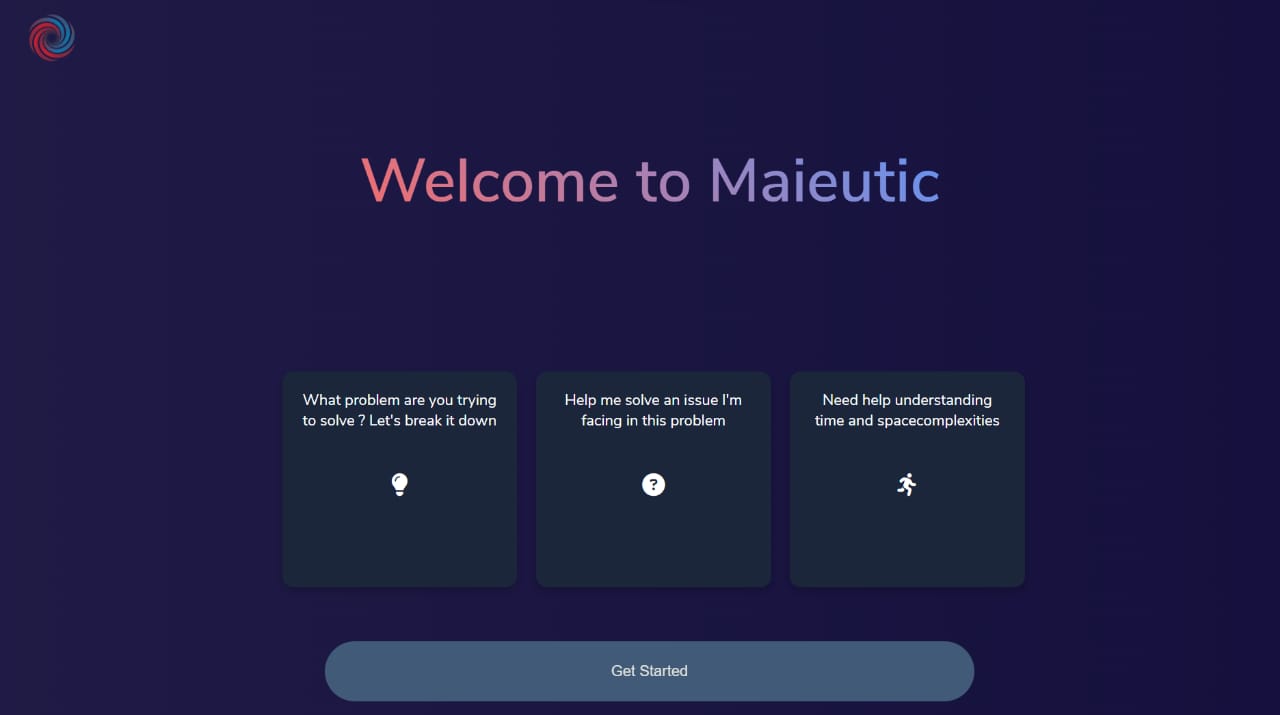 Welcome to Maieutic
What problem are you trying
to solve ? Let's break it down
Help me solve an issue I'm
facing in this problem
Need help understanding
time and spacecomplexities
Get Started